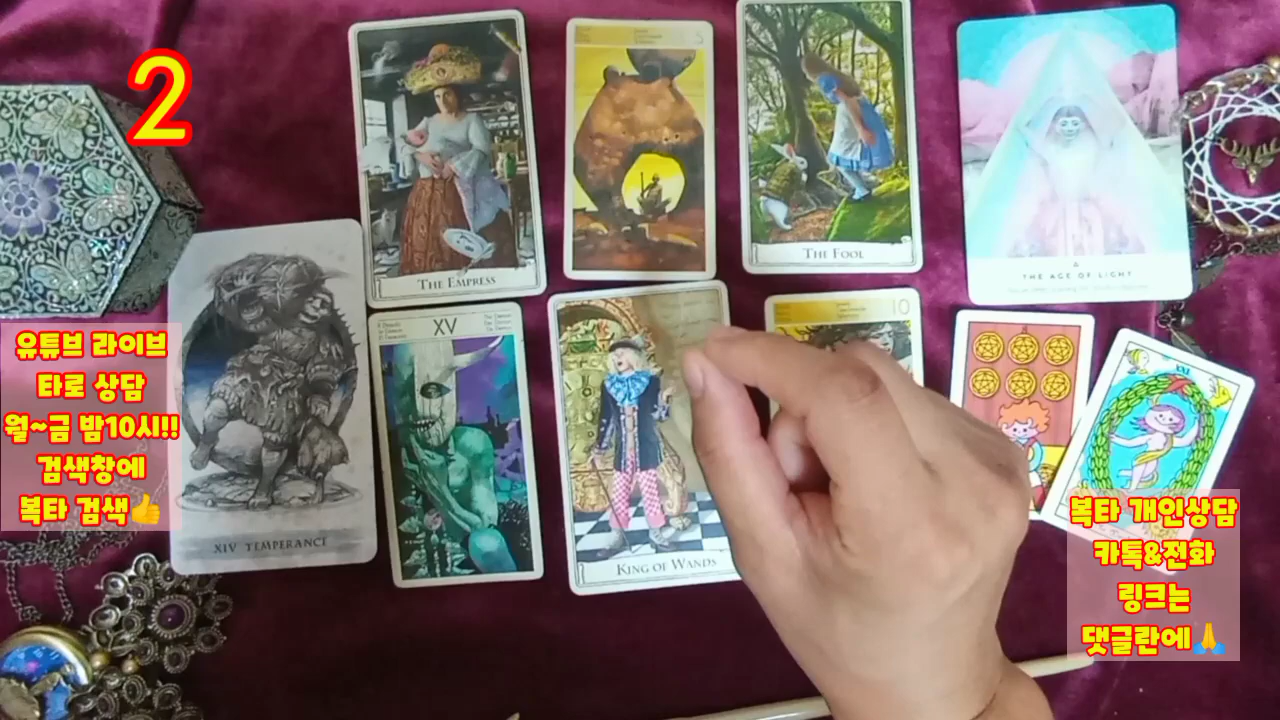 2
THE EMPRESS
5
THE FOOL
THE AGE OF LIGHT
유튜브 라이브
타로 상담
월~금 밤10시!!
검색창에
복타 검색👍
XIV TEMPERANCE
XV
KING OF WANDS
10
XXI
복타 개인상담
카톡&전화
링크는
댓글란에🙏